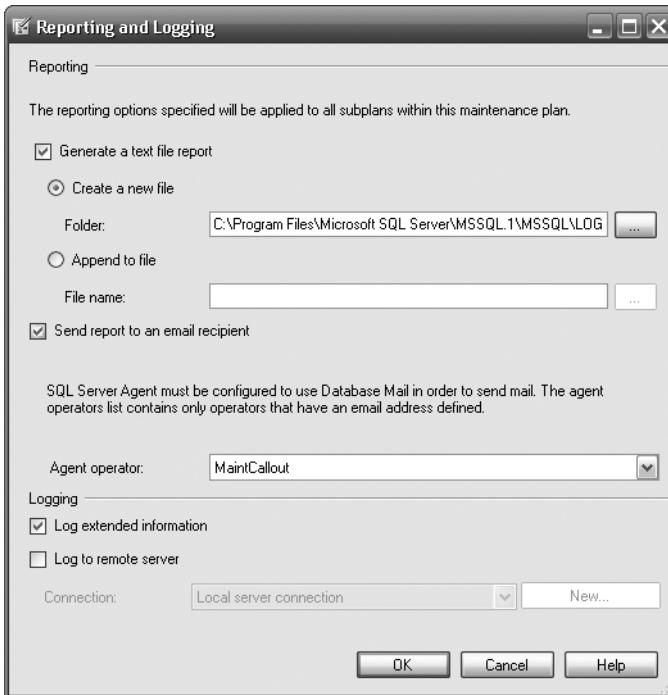 Reporting and Logging
Reporting
The reporting options specified will be applied to all subplans within this maintenance plan.
Generate a text file report
Create a new file
Folder: C:\Program Files\Microsoft SQL Server\MSSQL.1\MSSQL\LOG ...
Append to file
File name: ...
Send report to an email recipient
SQL Server Agent must be configured to use Database Mail in order to send mail. The agent
operators list contains only operators that have an email address defined.
Agent operator: MaintCallout
Logging
Log extended information
Log to remote server
Connection: Local server connection New...
OK Cancel Help